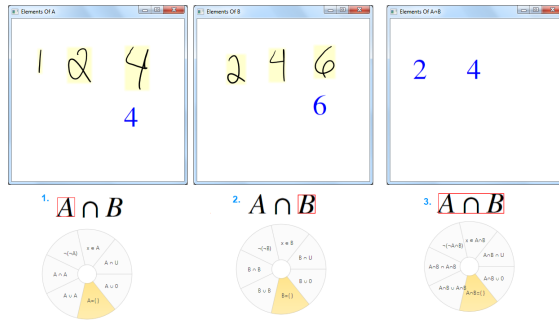 Elements Of A
1 2 4
4
Elements Of B
2 4 6
6
Elements Of A∩B
2 4
1. A ∩ B
¬(¬A)
x ∈ A
A ∩ U
A ∪ ∅
A={}
A ∪ A
A ∩ A
2. A ∩ B
¬(¬B)
x ∈ B
B ∩ U
B ∪ ∅
B={}
B ∪ B
B ∩ B
3. A ∩ B
¬(¬A∩B)
x ∈ A∩B
A∩B ∩ U
A∩B ∪ ∅
A∩B={}
A∩B ∪ A∩B
A∩B ∩ A∩B